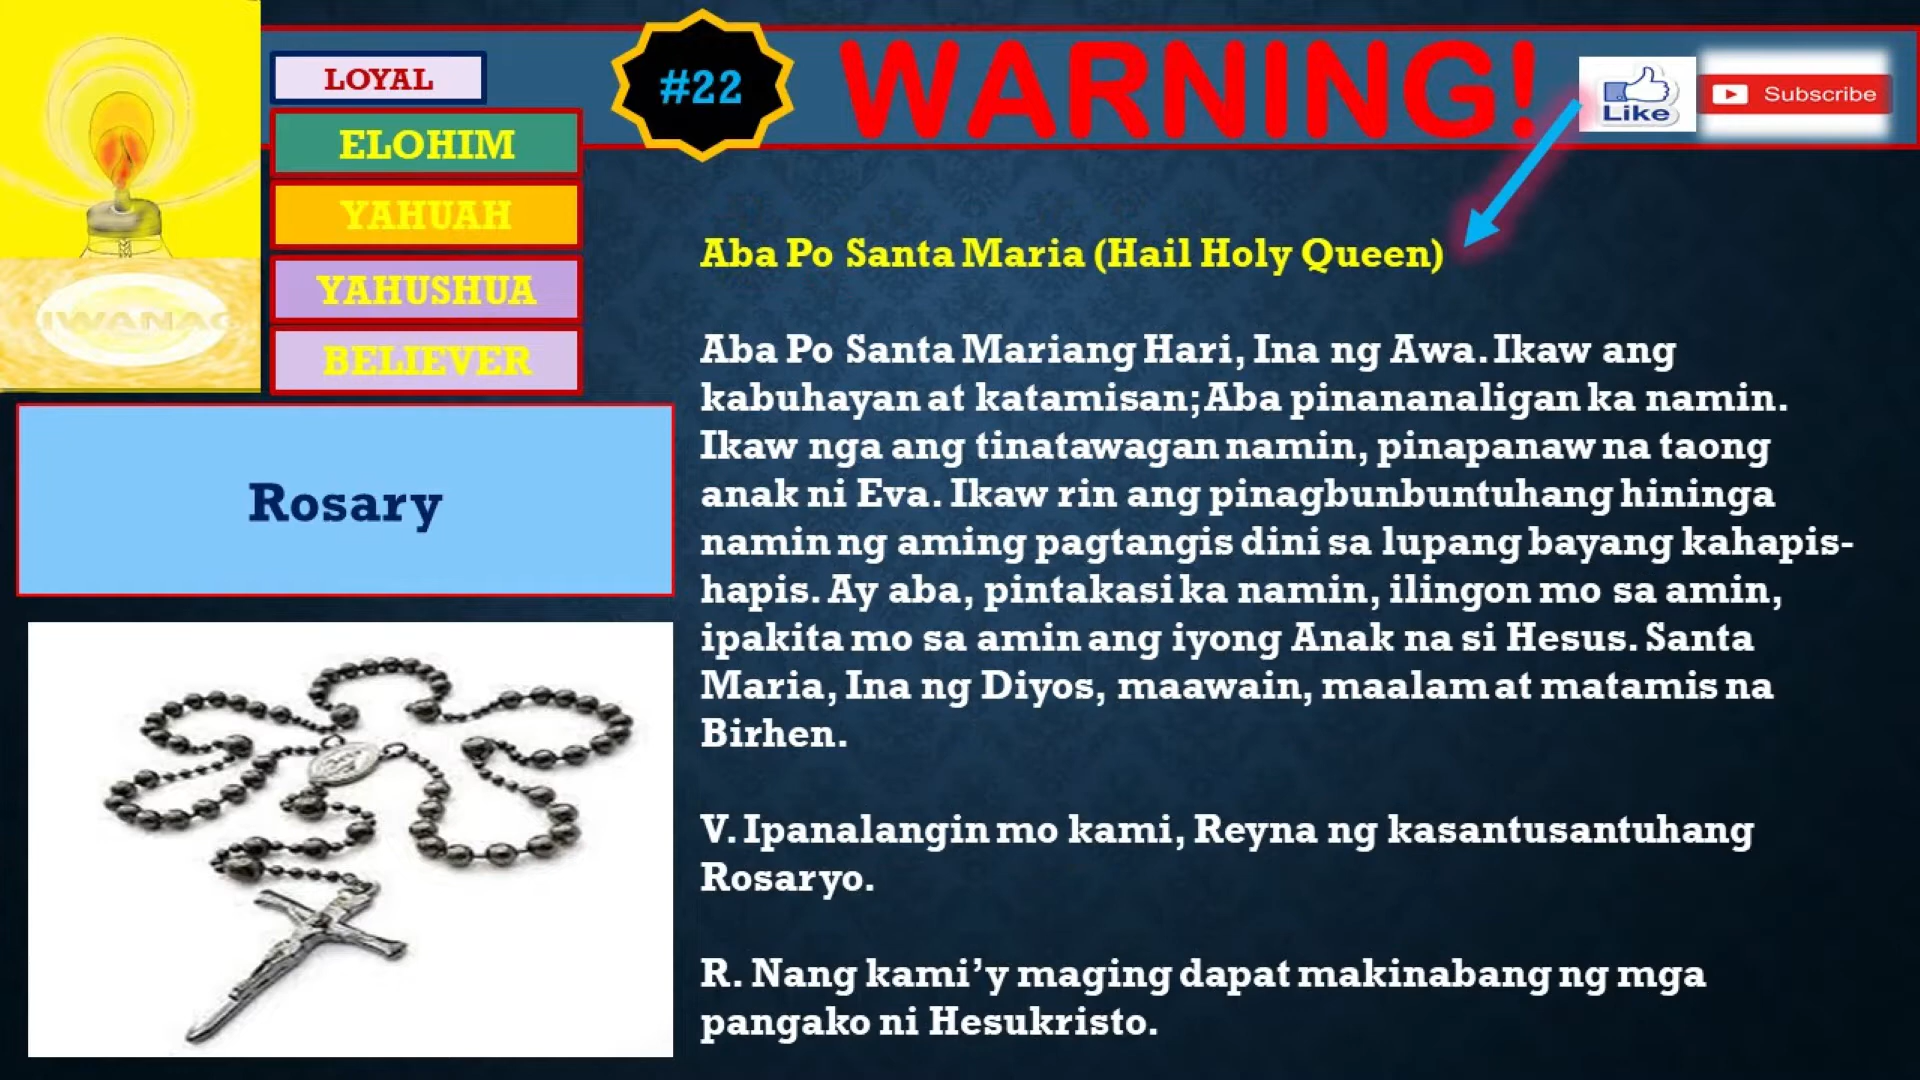 LOYAL
ELOHIM
YAHUAH
YAHUSHUA
BELIEVER
#22
WARNING!
Like
Subscribe
IWANAG
Rosary
Aba Po Santa Maria (Hail Holy Queen)
Aba Po Santa Mariang Hari, Ina ng Awa. Ikaw ang
kabuhayan at katamisan; Aba pinananaligan ka namin.
Ikaw nga ang tinatawagan namin, pinapanaw na taong
anak ni Eva. Ikaw rin ang pinagbunbuntuhang hininga
namin ng aming pagtangis dini sa lupang bayang kahapis-
hapis. Ay aba, pintakasi ka namin, ilingon mo sa amin,
ipakita mo sa amin ang iyong Anak na si Hesus. Santa
Maria, Ina ng Diyos, maawain, maalam at matamis na
Birhen.
V. Ipanalangin mo kami, Reyna ng kasantusantuhang
Rosaryo.
R. Nang kami’y maging dapat makinabang ng mga
pangako ni Hesukristo.